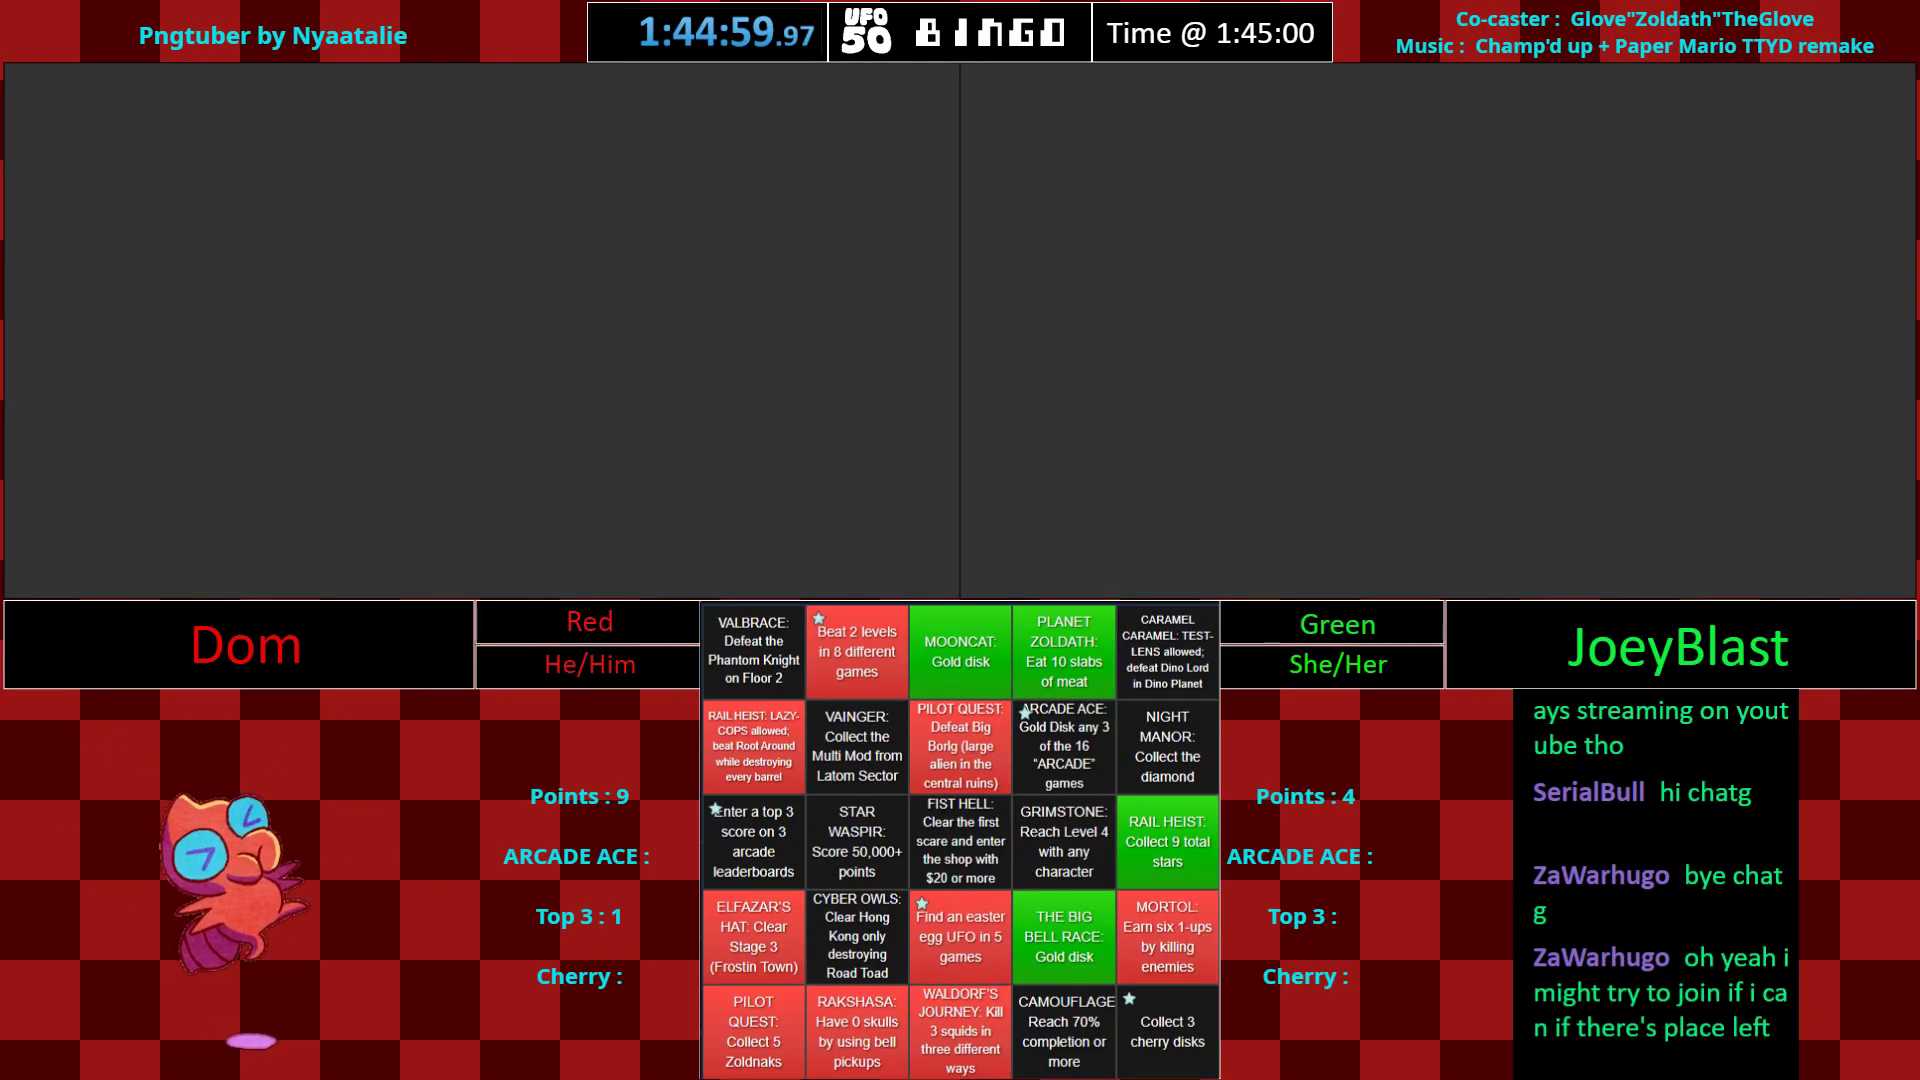 Pngtuber by Nyaatalie
1:44:59.97
UFO 50
BINGO
Time @ 1:45:00
Co-caster : Glove"Zoldath"TheGlove
Music : Champ'd up + Paper Mario TTYD remake
Dom
Red
He/Him
Green
She/Her
JoeyBlast
VALBRACE:
Defeat the
Phantom Knight
on Floor 2
Beat 2 levels
in 8 different
games
MOONCAT:
Gold disk
PLANET
ZOLDATH:
Eat 10 slabs
of meat
CARAMEL
CARAMEL: TEST-
LENS allowed;
defeat Dino Lord
in Dino Planet
RAIL HEIST: LAZY-
COPS allowed;
beat Root Around
while destroying
every barrel
VAINGER:
Collect the
Multi Mod from
Latom Sector
PILOT QUEST:
Defeat Big
Borlg (large
alien in the
central ruins)
ARCADE ACE:
Gold Disk any 3
of the 16
"ARCADE"
games
NIGHT
MANOR:
Collect the
diamond
Enter a top 3
score on 3
arcade
leaderboards
STAR
WASPIR:
Score 50,000+
points
FIST HELL:
Clear the first
scare and enter
the shop with
$20 or more
GRIMSTONE:
Reach Level 4
with any
character
RAIL HEIST:
Collect 9 total
stars
ELFAZAR'S
HAT: Clear
Stage 3
(Frostin Town)
CYBER OWLS:
Clear Hong
Kong only
destroying
Road Toad
Find an easter
egg UFO in 5
games
THE BIG
BELL RACE:
Gold disk
MORTOL:
Earn six 1-ups
by killing
enemies
PILOT
QUEST:
Collect 5
Zoldnaks
RAKSHASA:
Have 0 skulls
by using bell
pickups
WALDORF'S
JOURNEY: Kill
3 squids in
three different
ways
CAMOUFLAGE
Reach 70%
completion or
more
Collect 3
cherry disks
Points : 9
ARCADE ACE :
Top 3 : 1
Cherry :
Points : 4
ARCADE ACE :
Top 3 :
Cherry :
ays streaming on yout
ube tho
SerialBull hi chatg
ZaWarhugo bye chat
g
ZaWarhugo oh yeah i
might try to join if i ca
n if there's place left